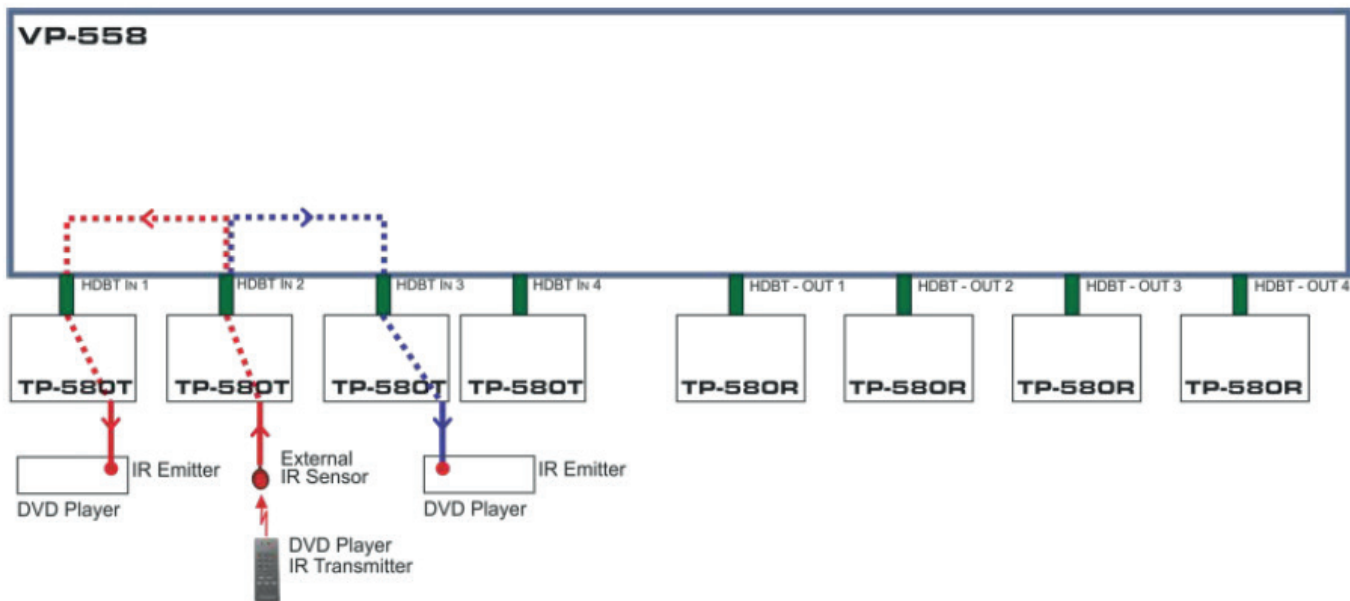 VP-558
HDBT IN 1
HDBT IN 2
HDBT IN 3
HDBT IN 4
HDBT - OUT 1
HDBT - OUT 2
HDBT - OUT 3
HDBT - OUT 4
TP-580T
TP-580T
TP-580T
TP-580T
TP-580R
TP-580R
TP-580R
TP-580R
IR Emitter
DVD Player
External
IR Sensor
IR Emitter
DVD Player
DVD Player
IR Transmitter